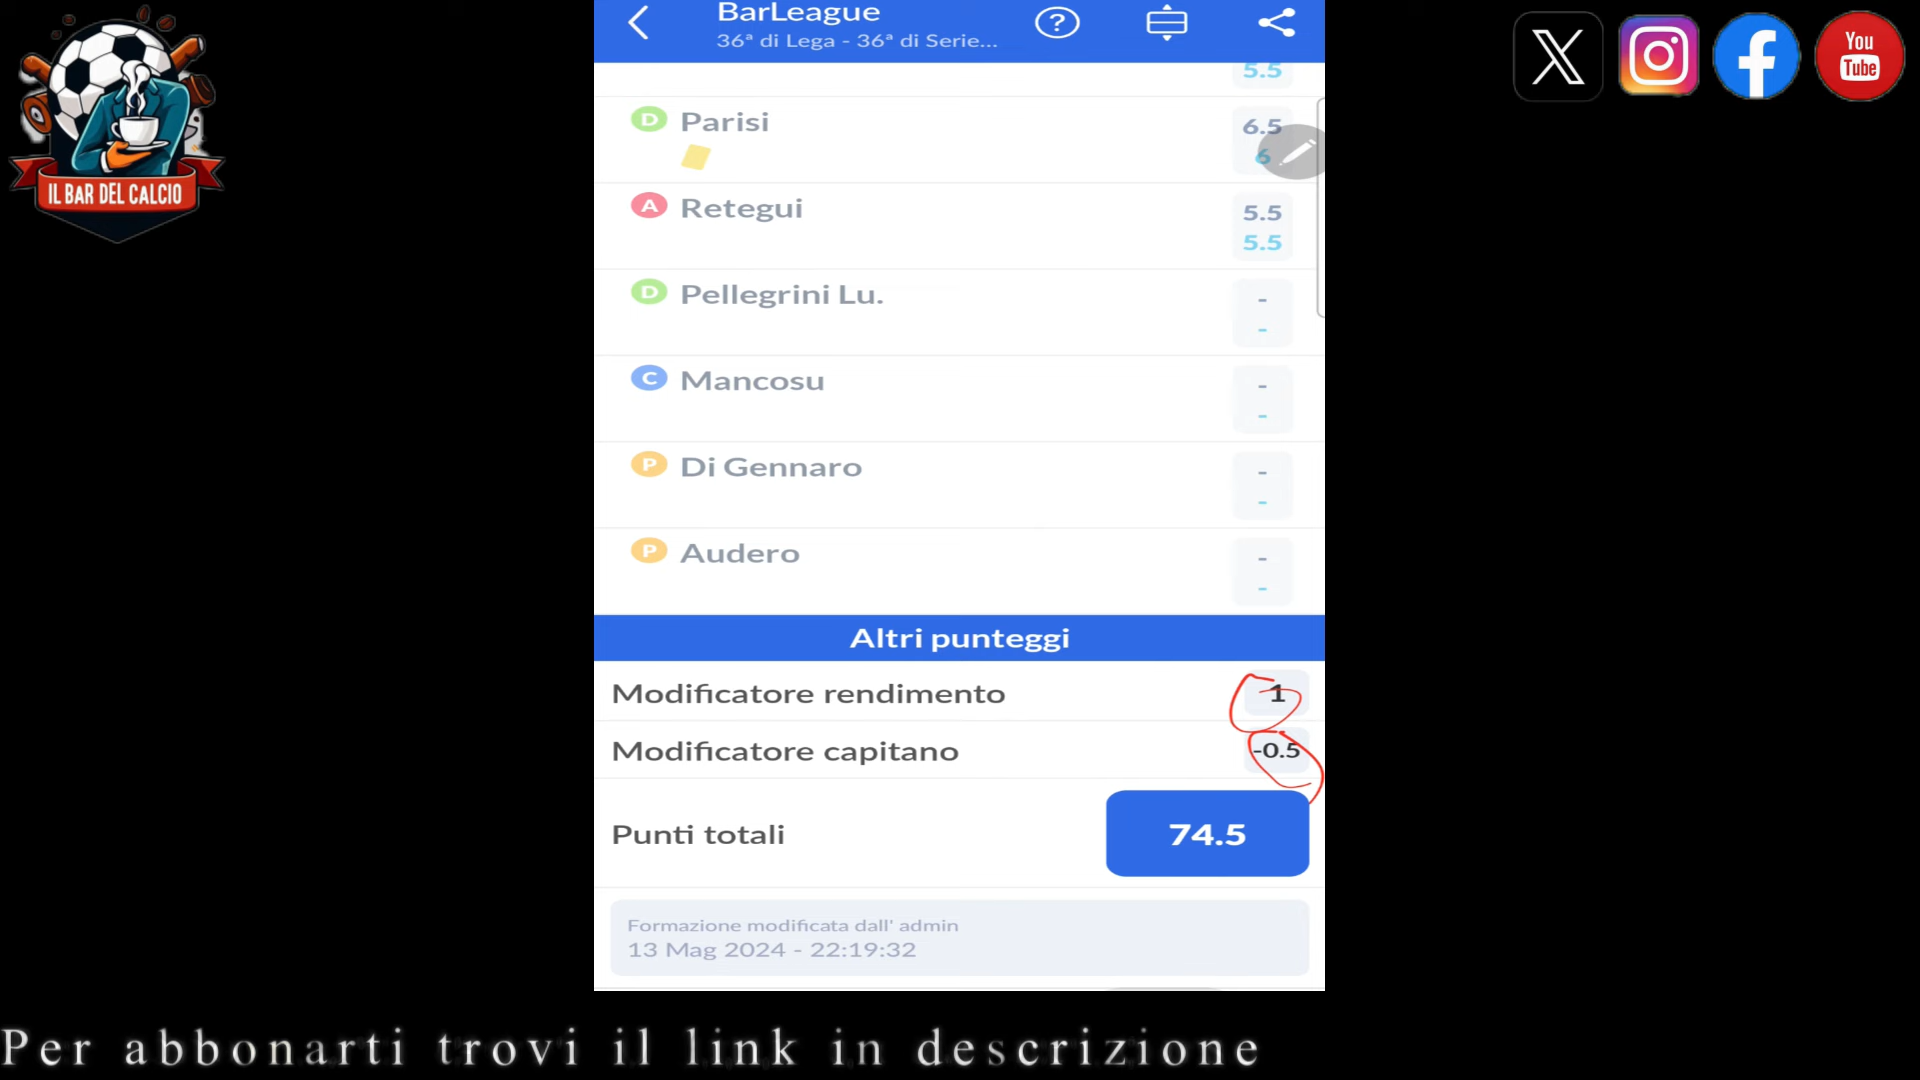 BarLeague
36ª di Lega - 36ª di Serie...
5.5
D Parisi 6.5
6
A Retegui 5.5
5.5
D Pellegrini Lu. -
-
C Mancosu -
-
P Di Gennaro -
-
P Audero -
-
Altri punteggi
Modificatore rendimento 1
Modificatore capitano -0.5
Punti totali 74.5
Formazione modificata dall' admin
13 Mag 2024 - 22:19:32
IL BAR DEL CALCIO
You
Tube
Per abbonarti trovi il link in descrizione